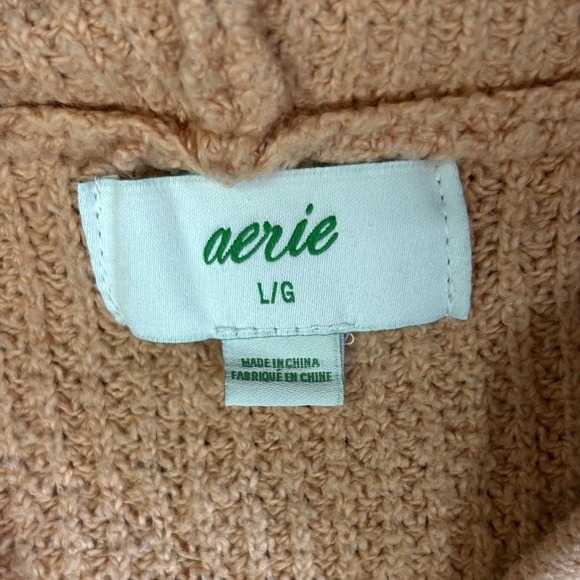 aerie
L/G
MADE IN CHINA
FABRIQUÉ EN CHINE